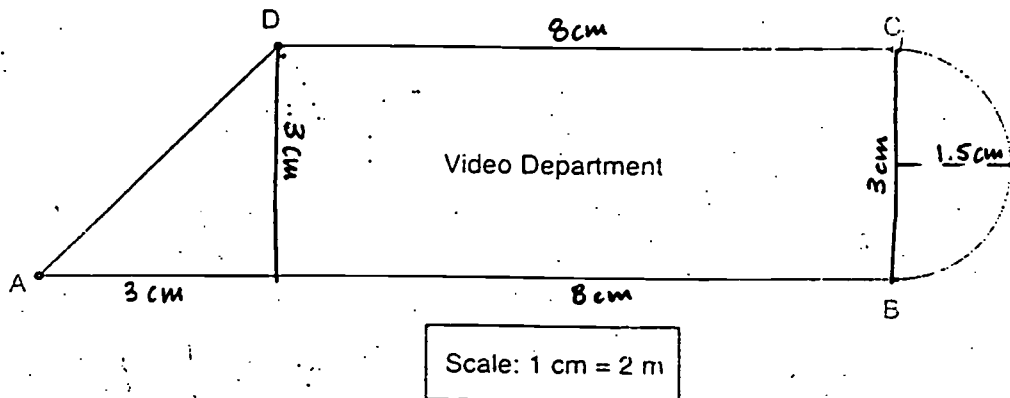 D
8cm
C
3cm
Video Department
3cm
1.5cm
A
3 cm
8cm
B
Scale: 1 cm = 2 m